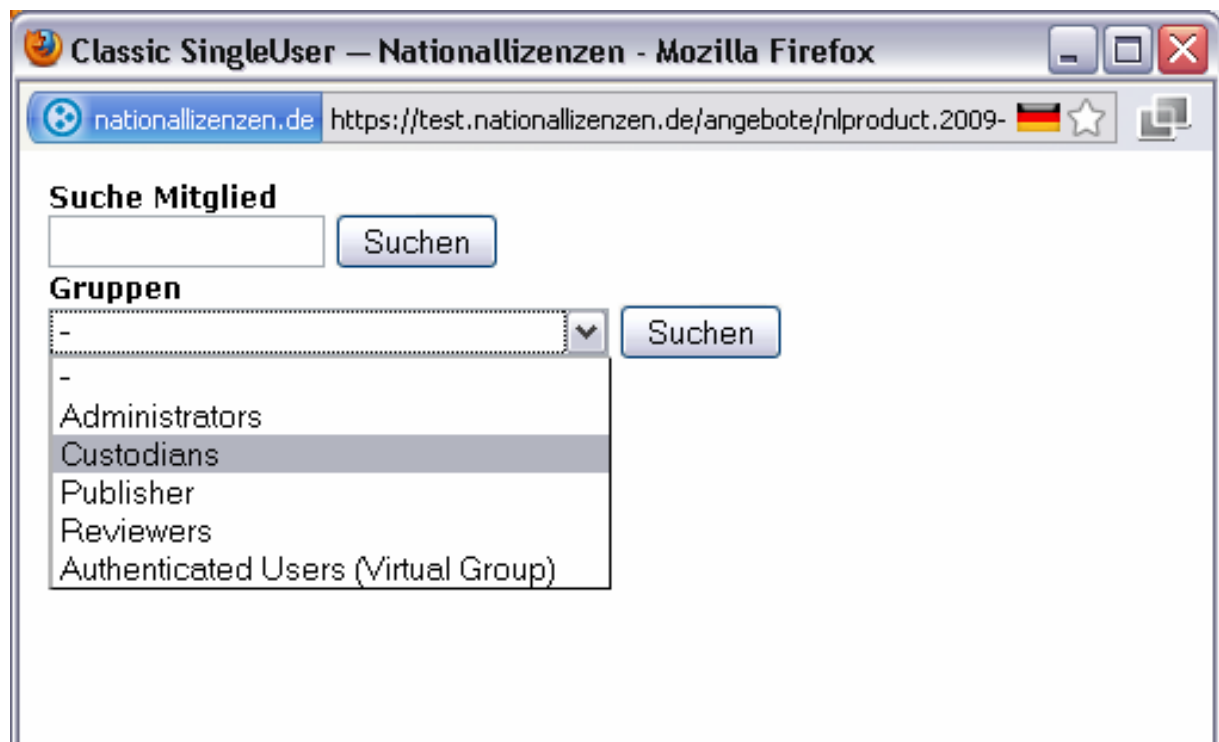 Classic SingleUser — Nationallizenzen - Mozilla Firefox
nationallizenzen.de https://test.nationallizenzen.de/angebote/nlproduct.2009-
Suche Mitglied
Suchen
Gruppen
- Suchen
-
Administrators
Custodians
Publisher
Reviewers
Authenticated Users (Virtual Group)